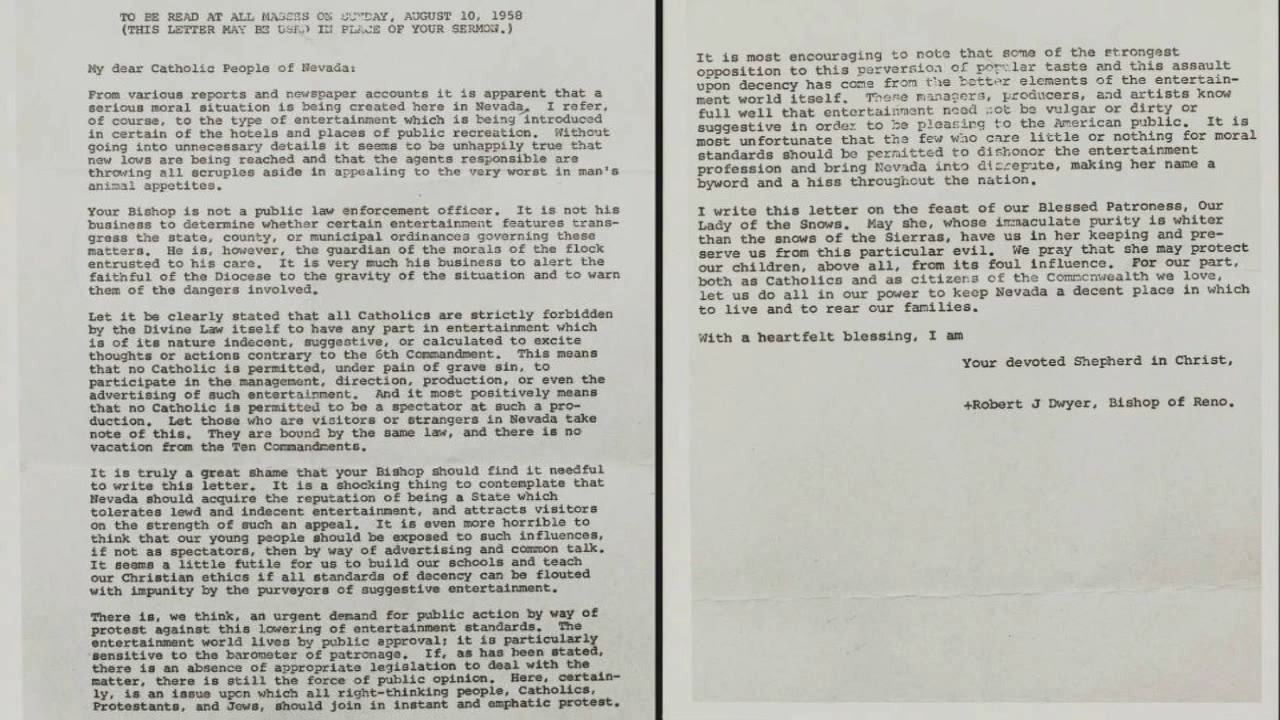 TO BE READ AT ALL MASSES ON SUNDAY, AUGUST 10, 1958
(THIS LETTER MAY BE USED IN PLACE OF YOUR SERMON.)
My dear Catholic People of Nevada:
From various reports and newspaper accounts it is apparent that a
serious moral situation is being created here in Nevada. I refer,
of course, to the type of entertainment which is being introduced
in certain of the hotels and places of public recreation. Without
going into unnecessary details it seems to be unhappily true that
new lows are being reached and that the agents responsible are
throwing all scruples aside in appealing to the very worst in man's
animal appetites.
Your Bishop is not a public law enforcement officer. It is not his
business to determine whether certain entertainment features trans-
gress the state, county, or municipal ordinances governing these
matters. He is, however, the guardian of the morals of the flock
entrusted to his care. It is very much his business to alert the
faithful of the Diocese to the gravity of the situation and to warn
them of the dangers involved.
Let it be clearly stated that all Catholics are strictly forbidden
by the Divine Law itself to have any part in entertainment which
is of its nature indecent, suggestive, or calculated to excite
thoughts or actions contrary to the 6th Commandment. This means
that no Catholic is permitted, under pain of grave sin, to
participate in the management, direction, production, or even the
advertising of such entertainment. And it most positively means
that no Catholic is permitted to be a spectator at such a pro-
duction. Let those who are visitors or strangers in Nevada take
note of this. They are bound by the same law, and there is no
vacation from the Ten Commandments.
It is truly a great shame that your Bishop should find it needful
to write this letter. It is a shocking thing to contemplate that
Nevada should acquire the reputation of being a State which
tolerates lewd and indecent entertainment, and attracts visitors
on the strength of such an appeal. It is even more horrible to
think that our young people should be exposed to such influences,
if not as spectators, then by way of advertising and common talk.
It seems a little futile for us to build our schools and teach
our Christian ethics if all standards of decency can be flouted
with impunity by the purveyors of suggestive entertainment.
There is, we think, an urgent demand for public action by way of
protest against this lowering of entertainment standards. The
entertainment world lives by public approval; it is particularly
sensitive to the barometer of patronage. If, as has been stated,
there is an absence of appropriate legislation to deal with the
matter, there is still the force of public opinion. Here, certain-
ly, is an issue upon which all right-thinking people, Catholics,
Protestants, and Jews, should join in instant and emphatic protest.
It is most encouraging to note that some of the strongest
opposition to this perversion of popular taste and this assault
upon decency has come from the better elements of the entertain-
ment world itself. These managers, producers, and artists know
full well that entertainment need not be vulgar or dirty or
suggestive in order to be pleasing to the American public. It is
most unfortunate that the few who care little or nothing for moral
standards should be permitted to dishonor the entertainment
profession and bring Nevada into disrepute, making her name a
byword and a hiss throughout the nation.
I write this letter on the feast of our Blessed Patroness, Our
Lady of the Snows. May she, whose immaculate purity is whiter
than the snows of the Sierras, have us in her keeping and pre-
serve us from this particular evil. We pray that she may protect
our children, above all, from its foul influence. For our part,
both as Catholics and as citizens of the Commonwealth we love,
let us do all in our power to keep Nevada a decent place in which
to live and to rear our families.
With a heartfelt blessing, I am
Your devoted Shepherd in Christ,
+Robert J Dwyer, Bishop of Reno.